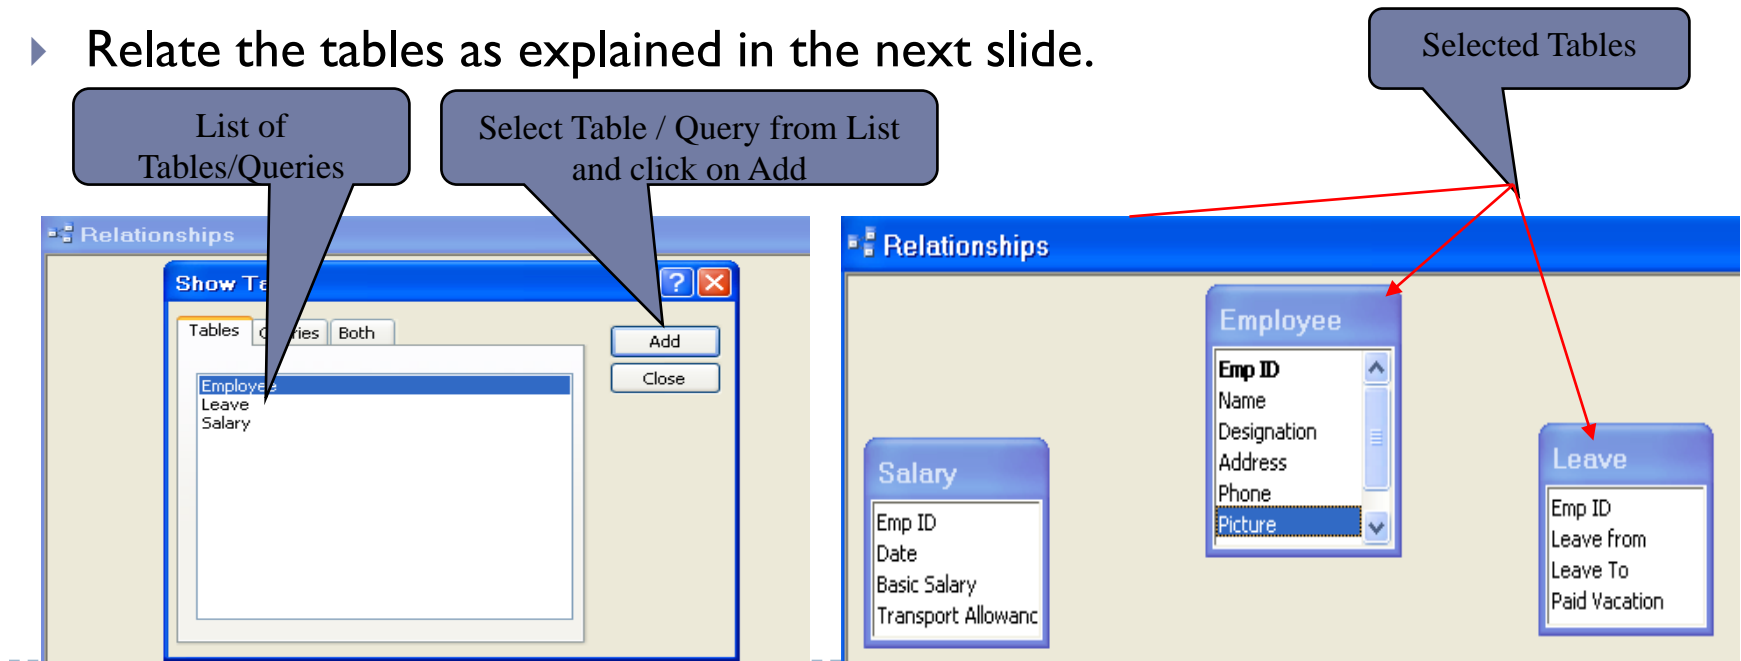 Relate the tables as explained in the next slide.
Selected Tables
List of
Tables/Queries
Select Table / Query from List
and click on Add
Relationships
Show
Tables
Both
Add
Close
Employee
Leave
Salary
Relationships
Employee
Emp ID
Name
Designation
Address
Phone
Picture
Salary
Emp ID
Date
Basic Salary
Transport Allowanc
Leave
Emp ID
Leave from
Leave To
Paid Vacation